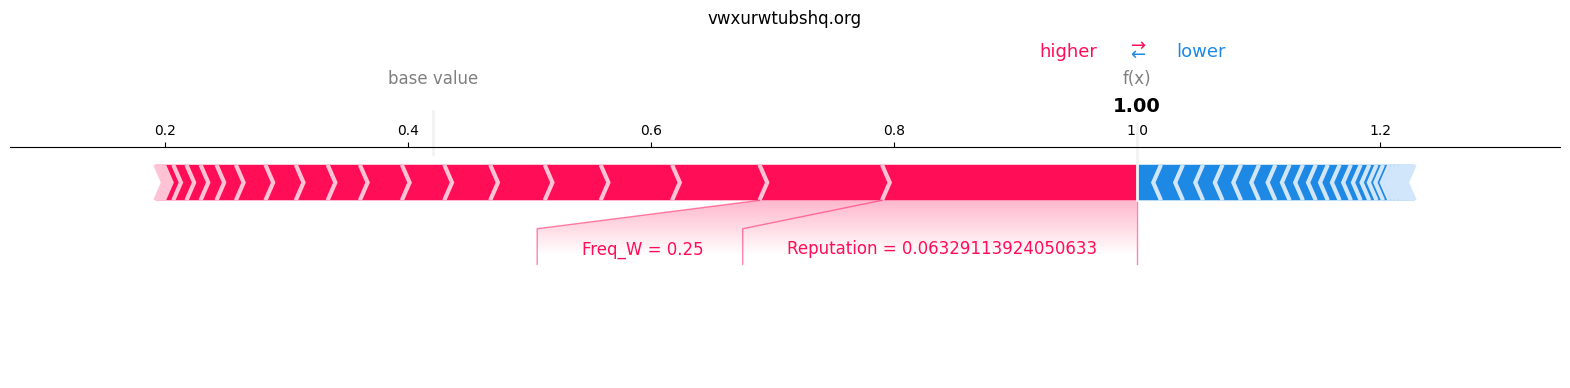 vwxurwtubshq.org
higher ⇄ lower
base value f(x)
1.00
0.2 0.4 0.6 0.8 1 0 1.2
Freq_W = 0.25 Reputation = 0.06329113924050633